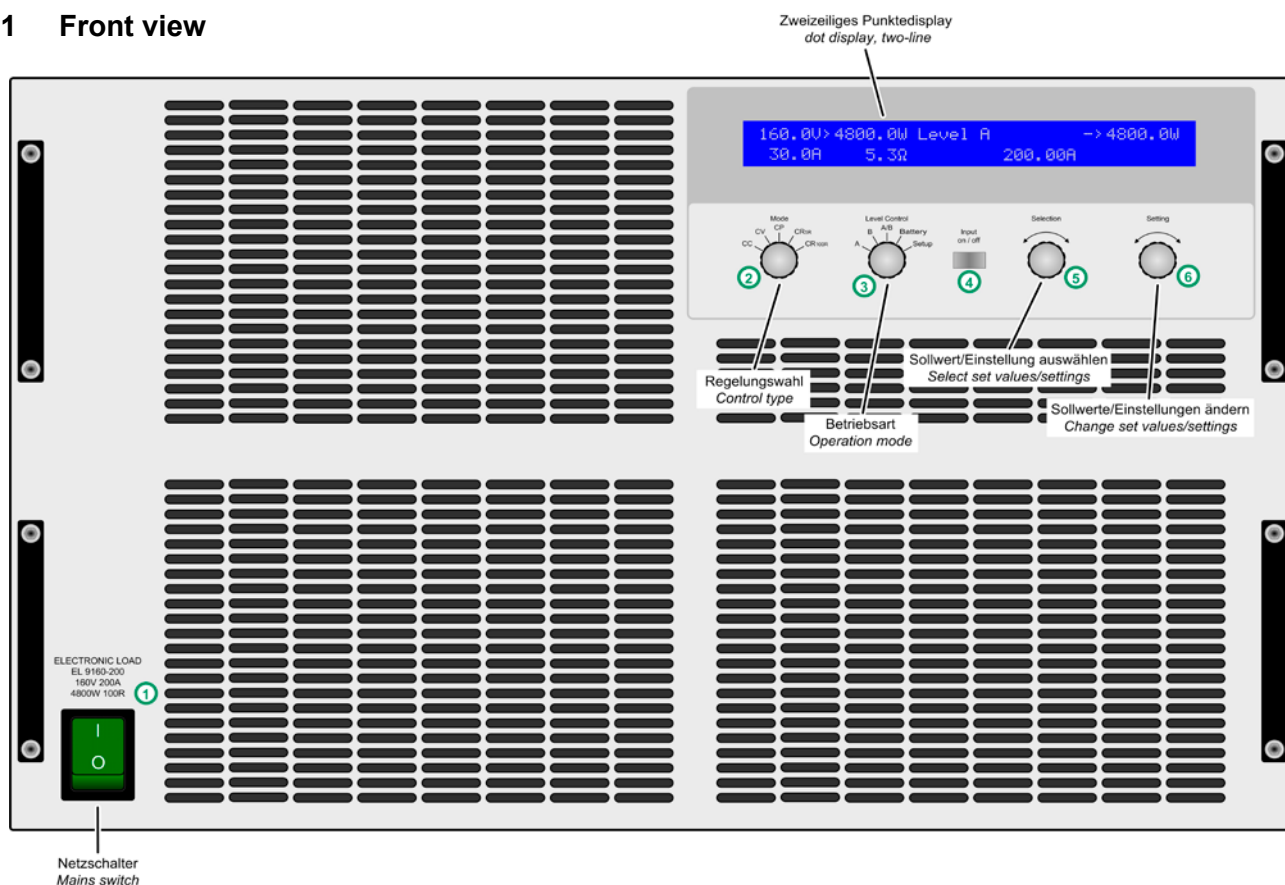 1 Front view
Zweizeiliges Punktedisplay
dot display, two-line
160.0V>4800.0W Level A ->4800.0W
30.0A 5.3Ω 200.00A
Mode
CC CV CP CR2R CR100R
Level Control
A B A/B Battery Setup
Input
on / off
Selection
Setting
2
3
4
5
6
Regelungswahl
Control type
Betriebsart
Operation mode
Sollwert/Einstellung auswählen
Select set values/settings
Sollwerte/Einstellungen ändern
Change set values/settings
ELECTRONIC LOAD
EL 9160-200
160V 200A
4800W 100R
1
I
O
Netzschalter
Mains switch